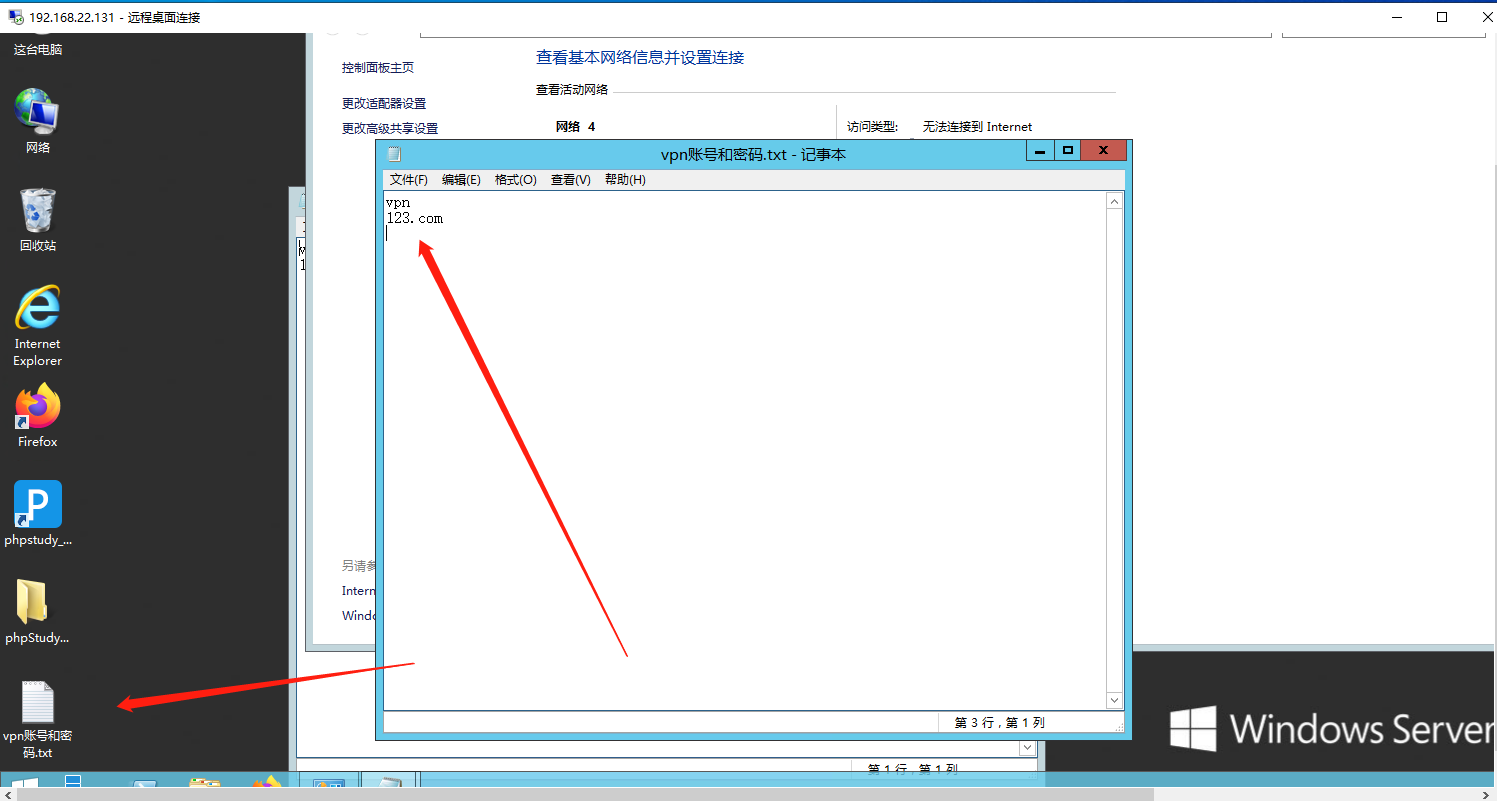 192.168.22.131 - 远程桌面连接
这台电脑
网络
回收站
Internet
Explorer
Firefox
phpstudy_...
phpStudy...
vpn账号和密
码.txt
控制面板主页
更改适配器设置
更改高级共享设置
查看基本网络信息并设置连接
查看活动网络
网络 4
访问类型:
无法连接到 Internet
vpn账号和密码.txt - 记事本
文件(F) 编辑(E) 格式(O) 查看(V) 帮助(H)
vpn
123.com
第 3 行，第 1 列
另请参
Intern
Windo
第 1 行，第 1 列
Windows Server